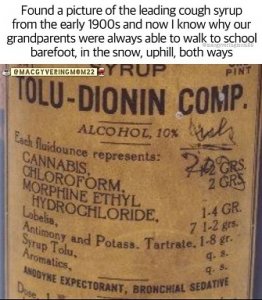 Found a picture of the leading cough syrup
from the early 1900s and now I know why our
grandparents were always able to walk to school
barefoot, in the snow, uphill, both ways
@MACGYVERINGMOM22
SYRUP PINT
TOLU-DIONIN COMP.
ALCOHOL, 10%
Each fluidounce represents:
CANNABIS, GRS.
CHLOROFORM, 2 GRS
MORPHINE ETHYL
HYDROCHLORIDE, 1-4 GR.
Lobelia, 7 1-2 grs.
Antimony and Potass. Tartrate, 1-8 gr.
Syrup Tolu, q. s.
Aromatics, q. s.
ANODYNE EXPECTORANT, BRONCHIAL SEDATIVE
Dose